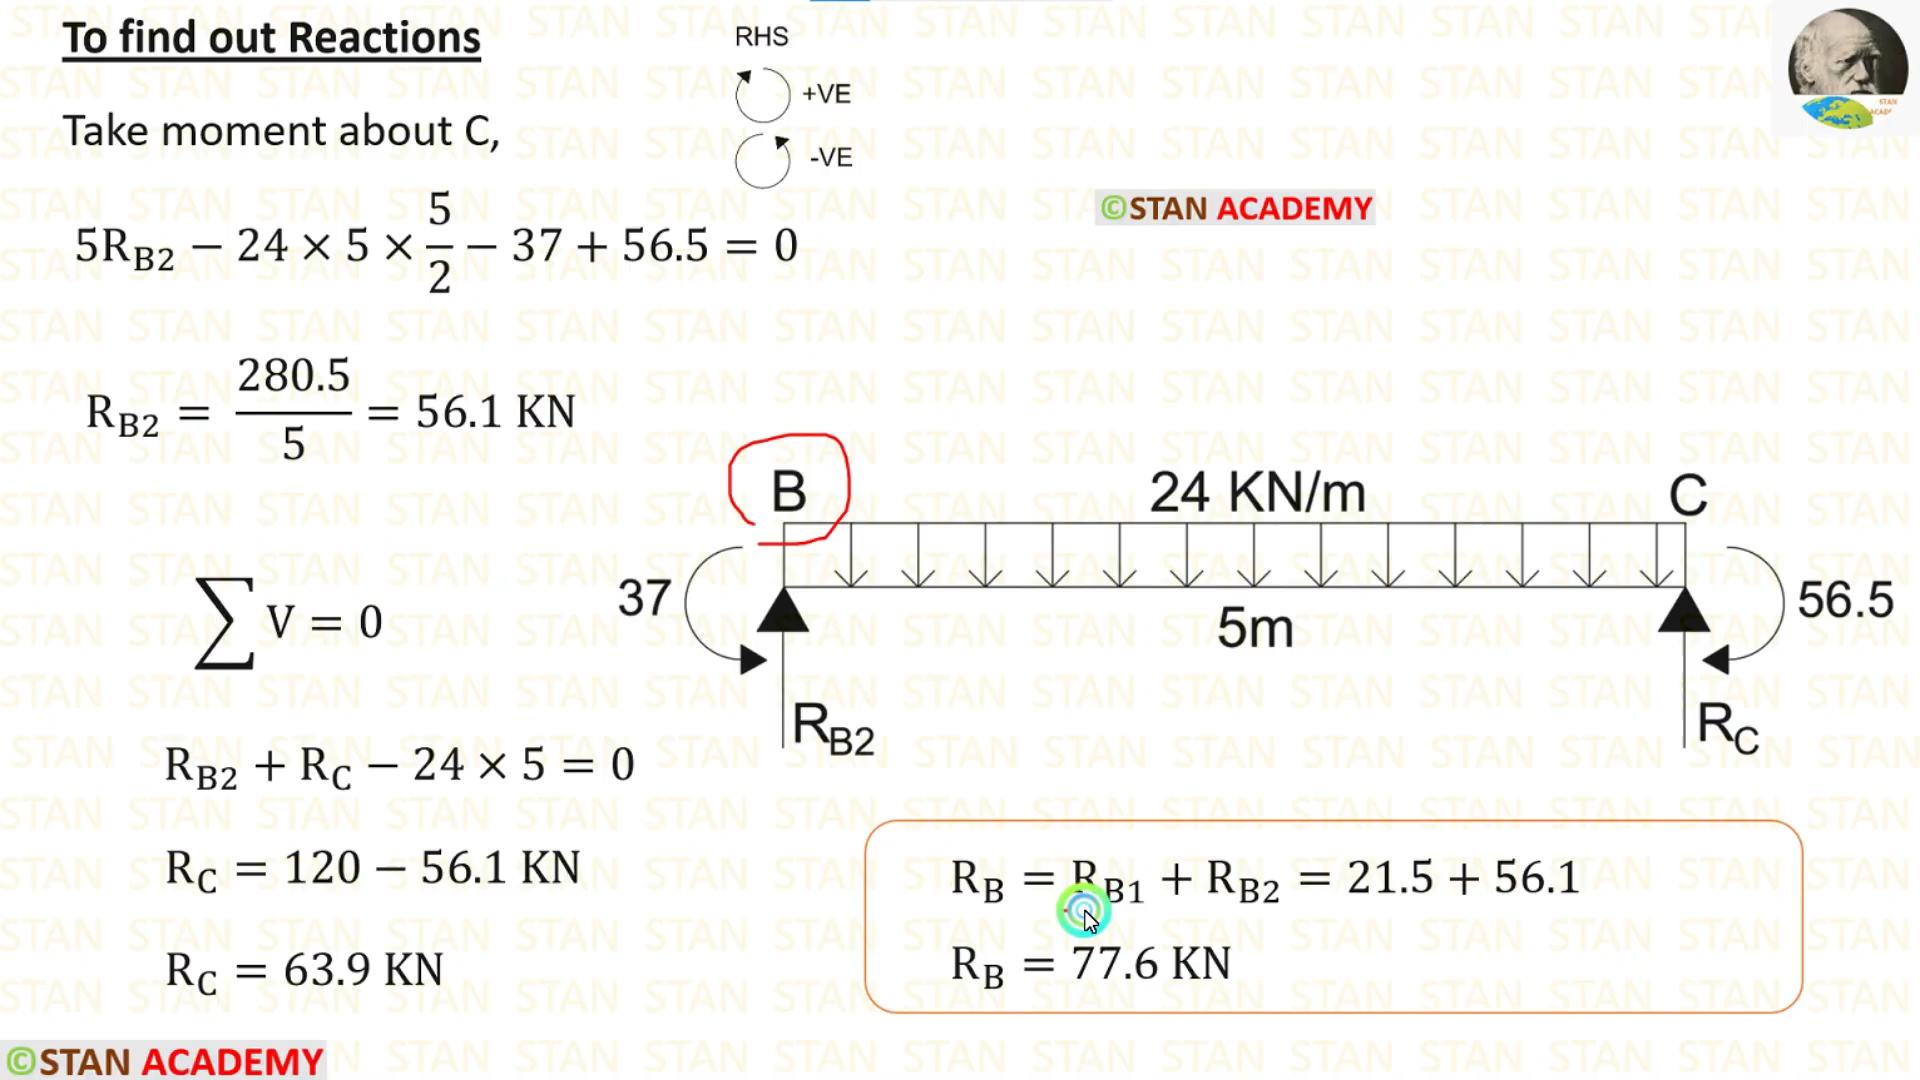 To find out Reactions
RHS
+VE
-VE
Take moment about C,
©STAN ACADEMY
5R_B2 − 24 × 5 × 5/2 − 37 + 56.5 = 0
R_B2 = 280.5/5 = 56.1 KN
B
24 KN/m
C
37
5m
56.5
R_B2
R_C
∑ V = 0
R_B2 + R_C − 24 × 5 = 0
R_C = 120 − 56.1 KN
R_C = 63.9 KN
R_B = R_B1 + R_B2 = 21.5 + 56.1
R_B = 77.6 KN
©STAN ACADEMY